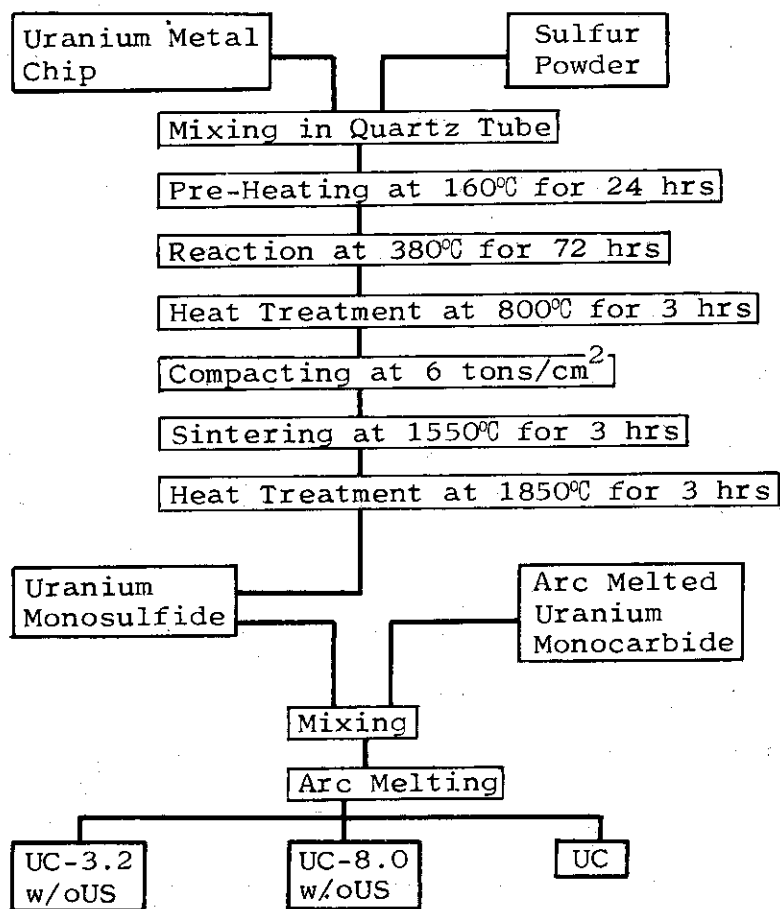 Uranium Metal
Chip
Sulfur
Powder
Mixing in Quartz Tube
Pre-Heating at 160℃ for 24 hrs
Reaction at 380℃ for 72 hrs
Heat Treatment at 800℃ for 3 hrs
Compacting at 6 tons/cm²
Sintering at 1550℃ for 3 hrs
Heat Treatment at 1850℃ for 3 hrs
Uranium
Monosulfide
Arc Melted
Uranium
Monocarbide
Mixing
Arc Melting
UC-3.2
w/oUS
UC-8.0
w/oUS
UC